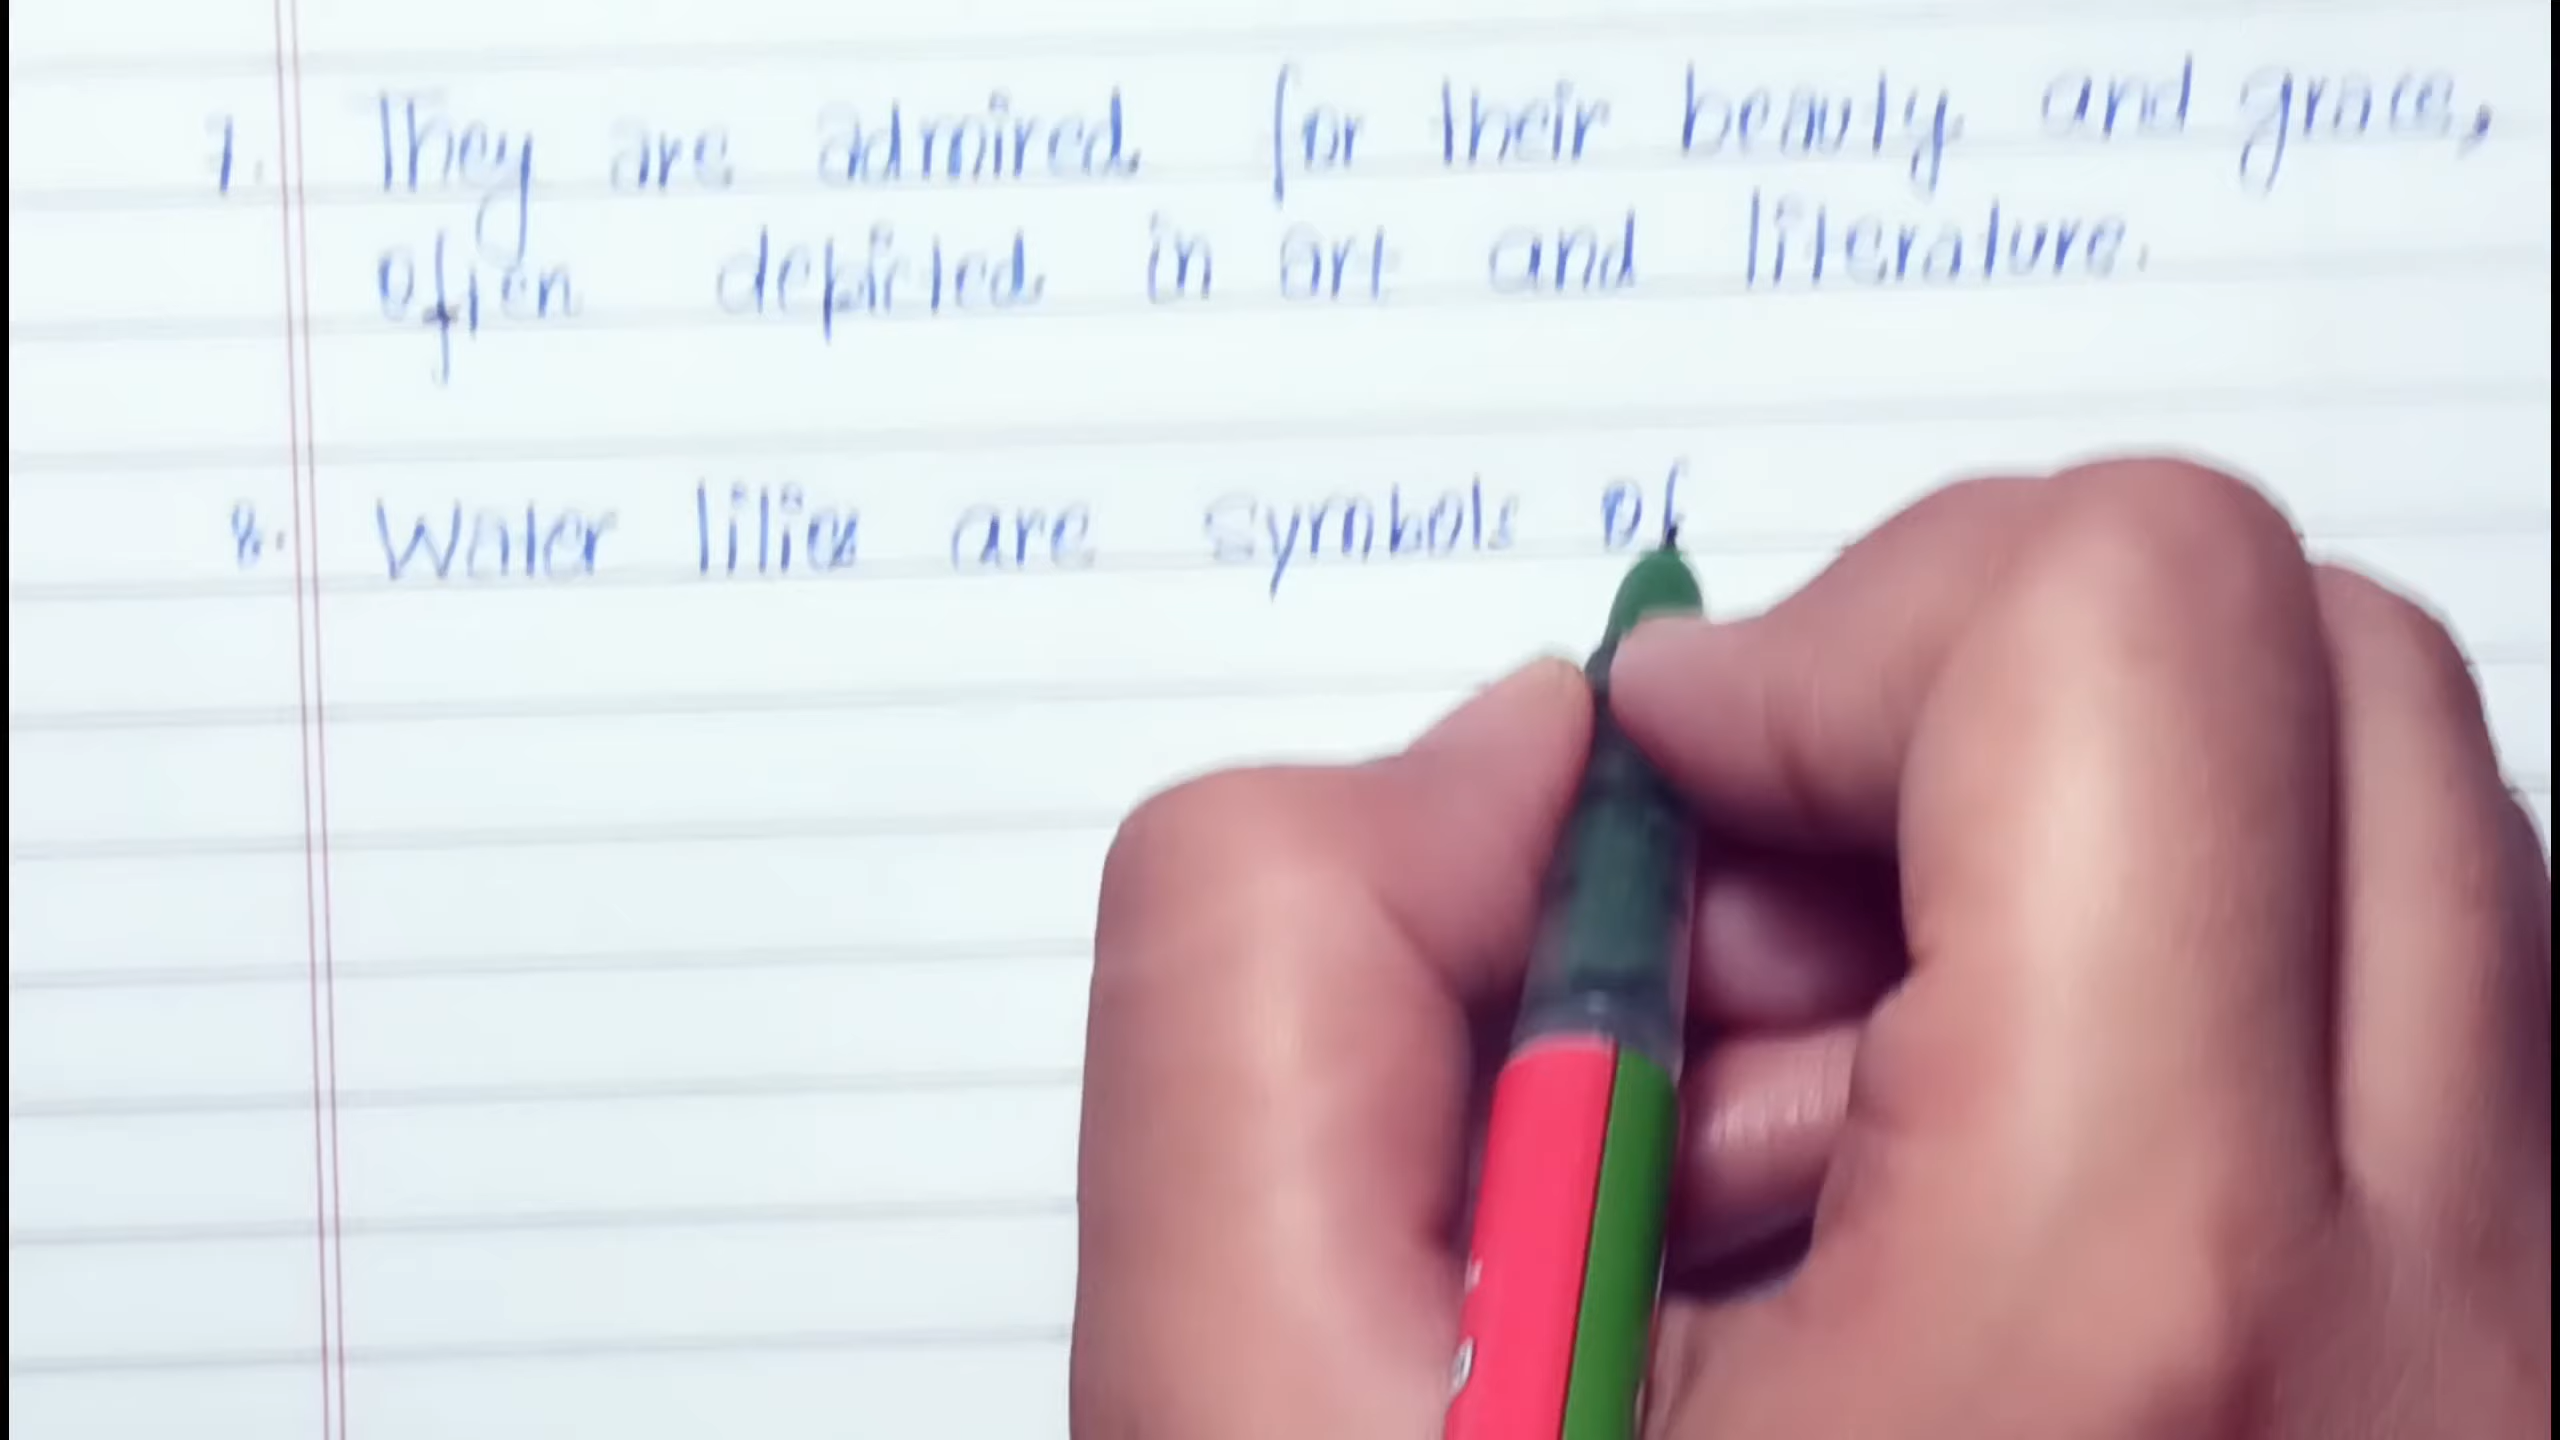 7. They are admired for their beauty and grace,
often depicted in art and literature.
8. Water lilies are symbols of